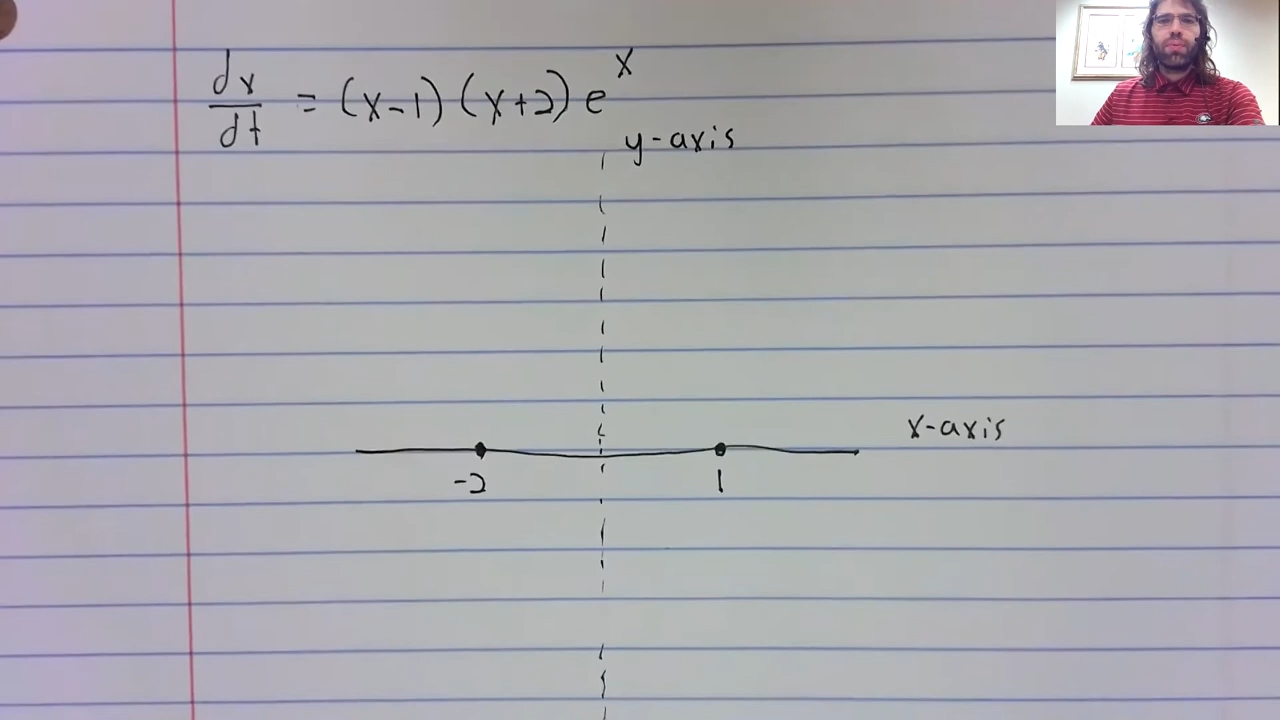 dx/dt = (x-1)(x+2)e^x
y-axis
x-axis
-2 1